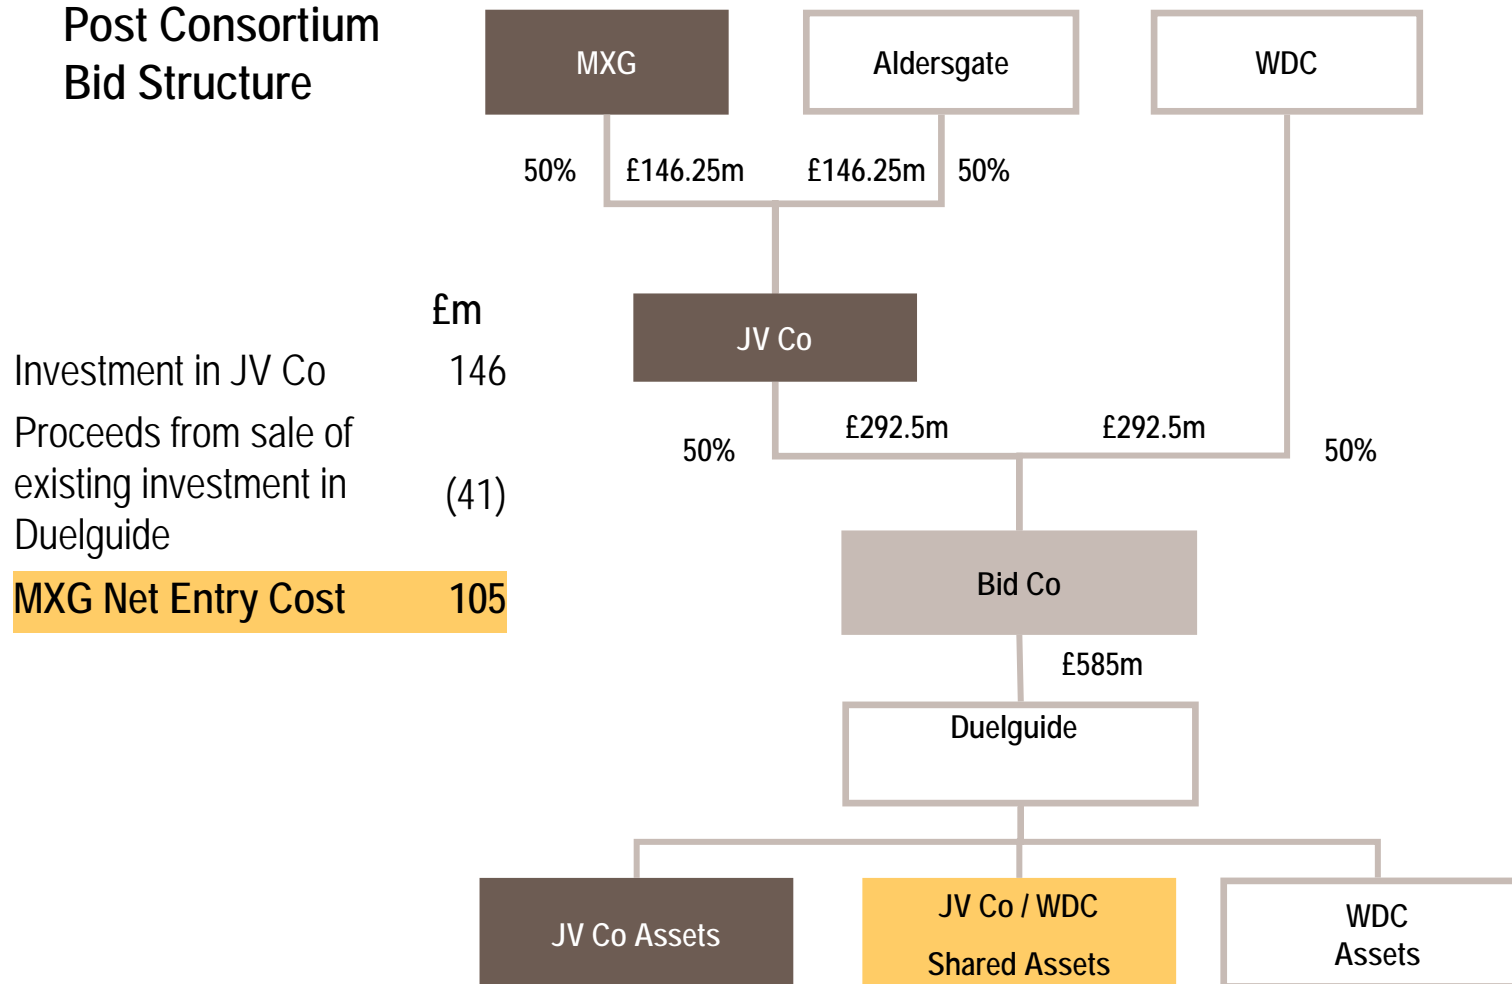 Post Consortium
Bid Structure
MXG
Aldersgate
WDC
50%
£146.25m
£146.25m
50%
£m
Investment in JV Co 146
Proceeds from sale of
existing investment in (41)
Duelguide
MXG Net Entry Cost 105
JV Co
50%
£292.5m
£292.5m
50%
Bid Co
£585m
Duelguide
JV Co Assets
JV Co / WDC
Shared Assets
WDC
Assets